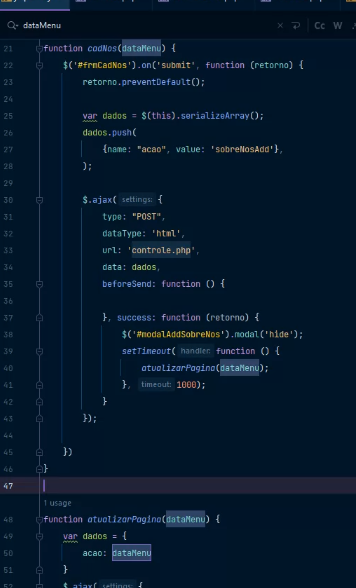 dataMenu
Cc W
21 function cadNos(dataMenu) {
22 $('#frmCadNos').on('submit', function (retorno) {
23 retorno.preventDefault();
24
25 var dados = $(this).serializeArray();
26 dados.push(
27 {name: "acao", value: 'sobreNosAdd'},
28 );
29
30 $.ajax( settings: {
31 type: "POST",
32 dataType: 'html',
33 url: 'controle.php',
34 data: dados,
35 beforeSend: function () {
36
37 }, success: function (retorno) {
38 $('#modalAddSobreNos').modal('hide');
39 setTimeout( handler: function () {
40 atualizarPagina(dataMenu);
41 }, timeout: 1000);
42 }
43 });
44
45 })
46 }
47
1 usage
48 function atualizarPagina(dataMenu) {
49 var dados = {
50 acao: dataMenu
51 }
52 $.ajax( settings: {